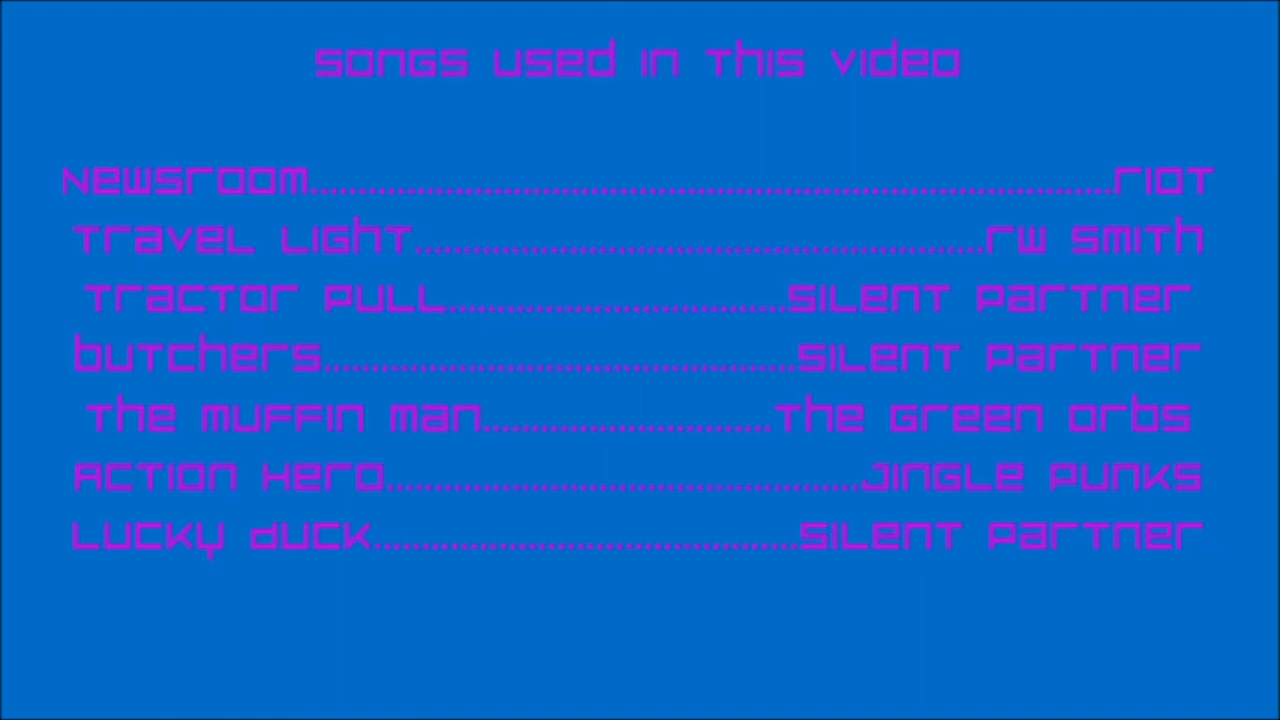 songs used in this video
Newsroom...................................................................................riot
Travel Light...........................................................rw smith
Tractor Pull...................................silent partner
butchers.................................................silent partner
The Muffin Man..............................The Green Orbs
Action Hero.................................................Jingle Punks
Lucky Duck............................................silent partner